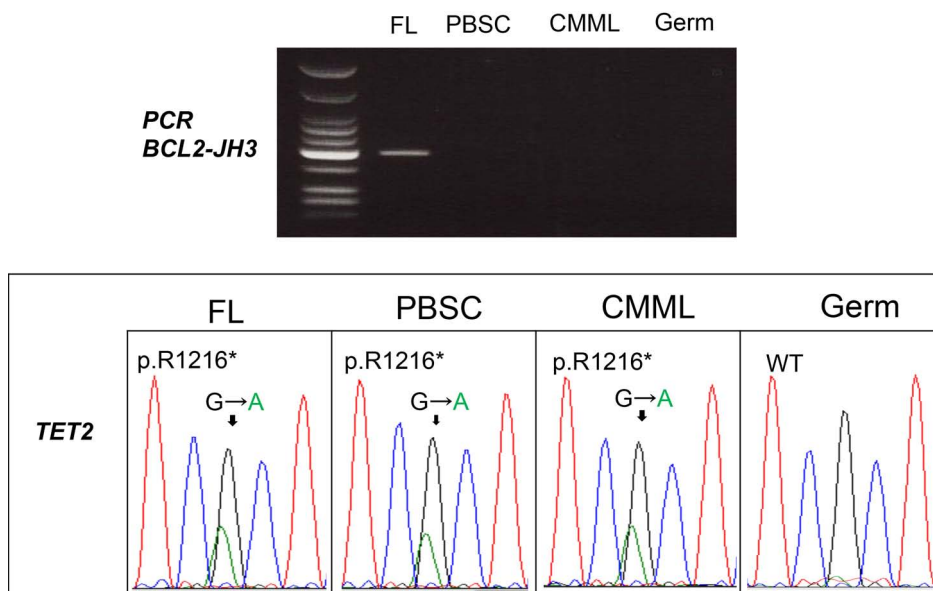 FL PBSC CMML Germ
PCR
BCL2-JH3
FL PBSC CMML Germ
p.R1216* p.R1216* p.R1216* WT
G→A G→A G→A
TET2